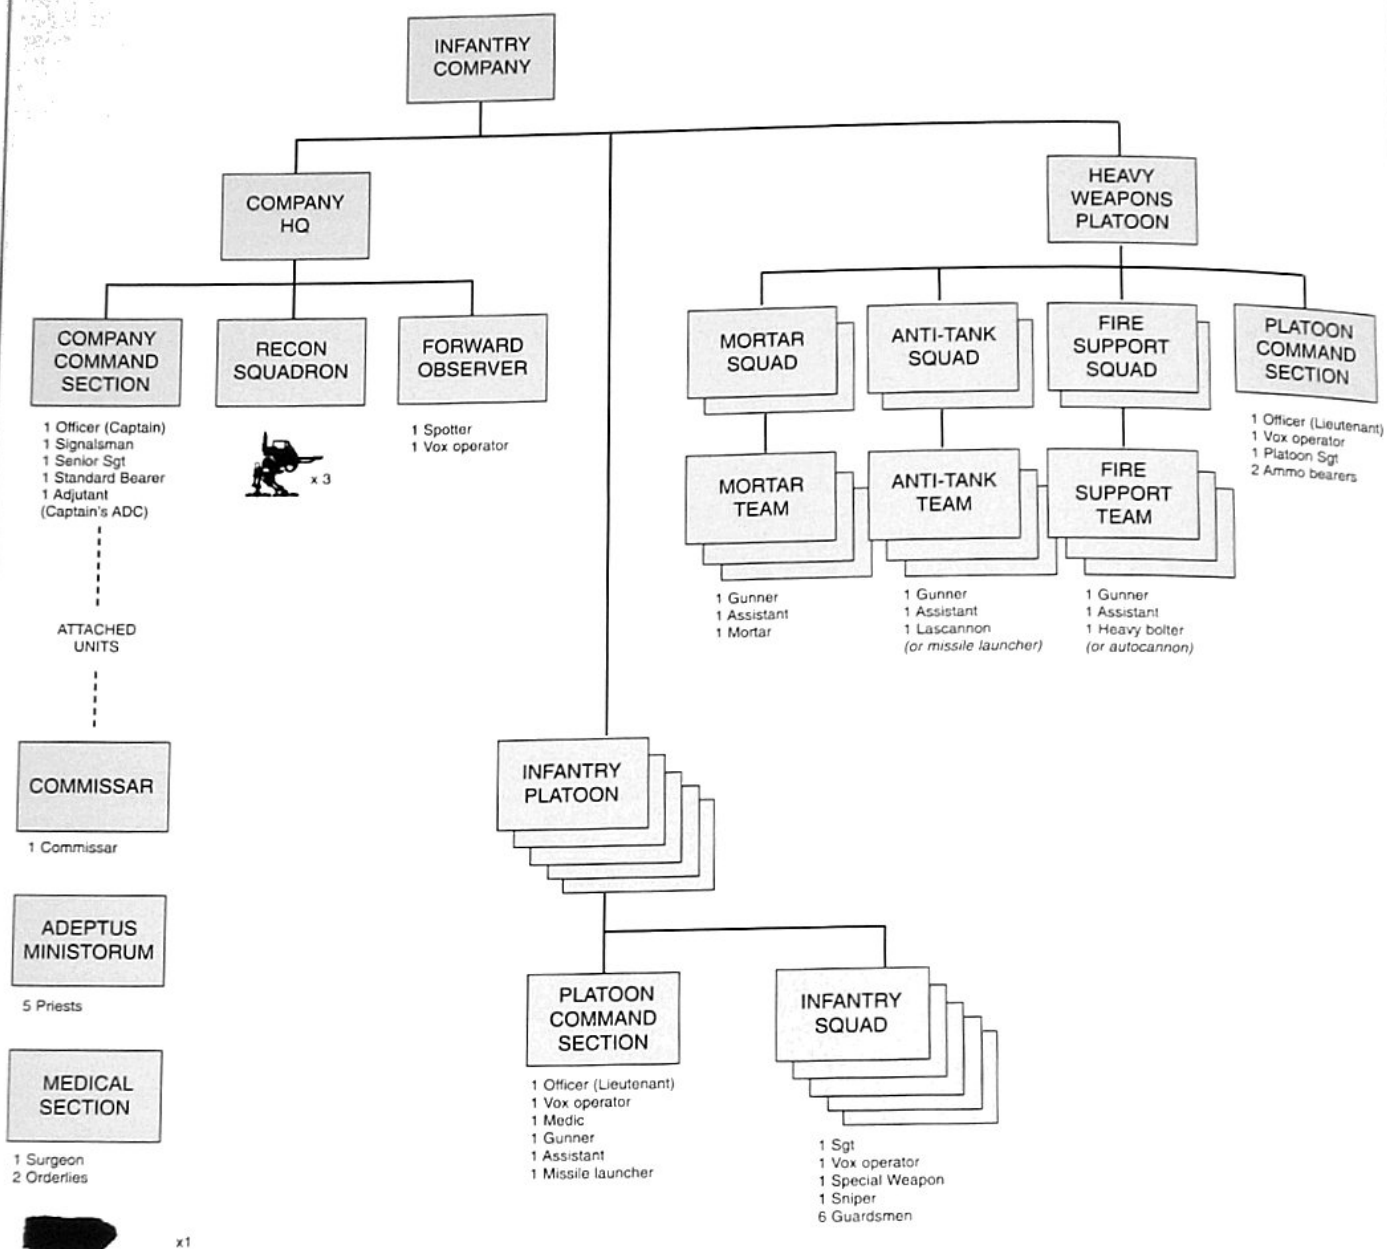 INFANTRY
COMPANY
COMPANY
HQ
HEAVY
WEAPONS
PLATOON
COMPANY
COMMAND
SECTION
1 Officer (Captain)
1 Signalsman
1 Senior Sgt
1 Standard Bearer
1 Adjutant
(Captain's ADC)
RECON
SQUADRON
x 3
FORWARD
OBSERVER
1 Spotter
1 Vox operator
MORTAR
SQUAD
ANTI-TANK
SQUAD
FIRE
SUPPORT
SQUAD
PLATOON
COMMAND
SECTION
1 Officer (Lieutenant)
1 Vox operator
1 Platoon Sgt
2 Ammo bearers
MORTAR
TEAM
1 Gunner
1 Assistant
1 Mortar
ANTI-TANK
TEAM
1 Gunner
1 Assistant
1 Lascannon
(or missile launcher)
FIRE
SUPPORT
TEAM
1 Gunner
1 Assistant
1 Heavy bolter
(or autocannon)
ATTACHED
UNITS
COMMISSAR
1 Commissar
ADEPTUS
MINISTORUM
5 Priests
MEDICAL
SECTION
1 Surgeon
2 Orderlies
x1
INFANTRY
PLATOON
PLATOON
COMMAND
SECTION
1 Officer (Lieutenant)
1 Vox operator
1 Medic
1 Gunner
1 Assistant
1 Missile launcher
INFANTRY
SQUAD
1 Sgt
1 Vox operator
1 Special Weapon
1 Sniper
6 Guardsmen